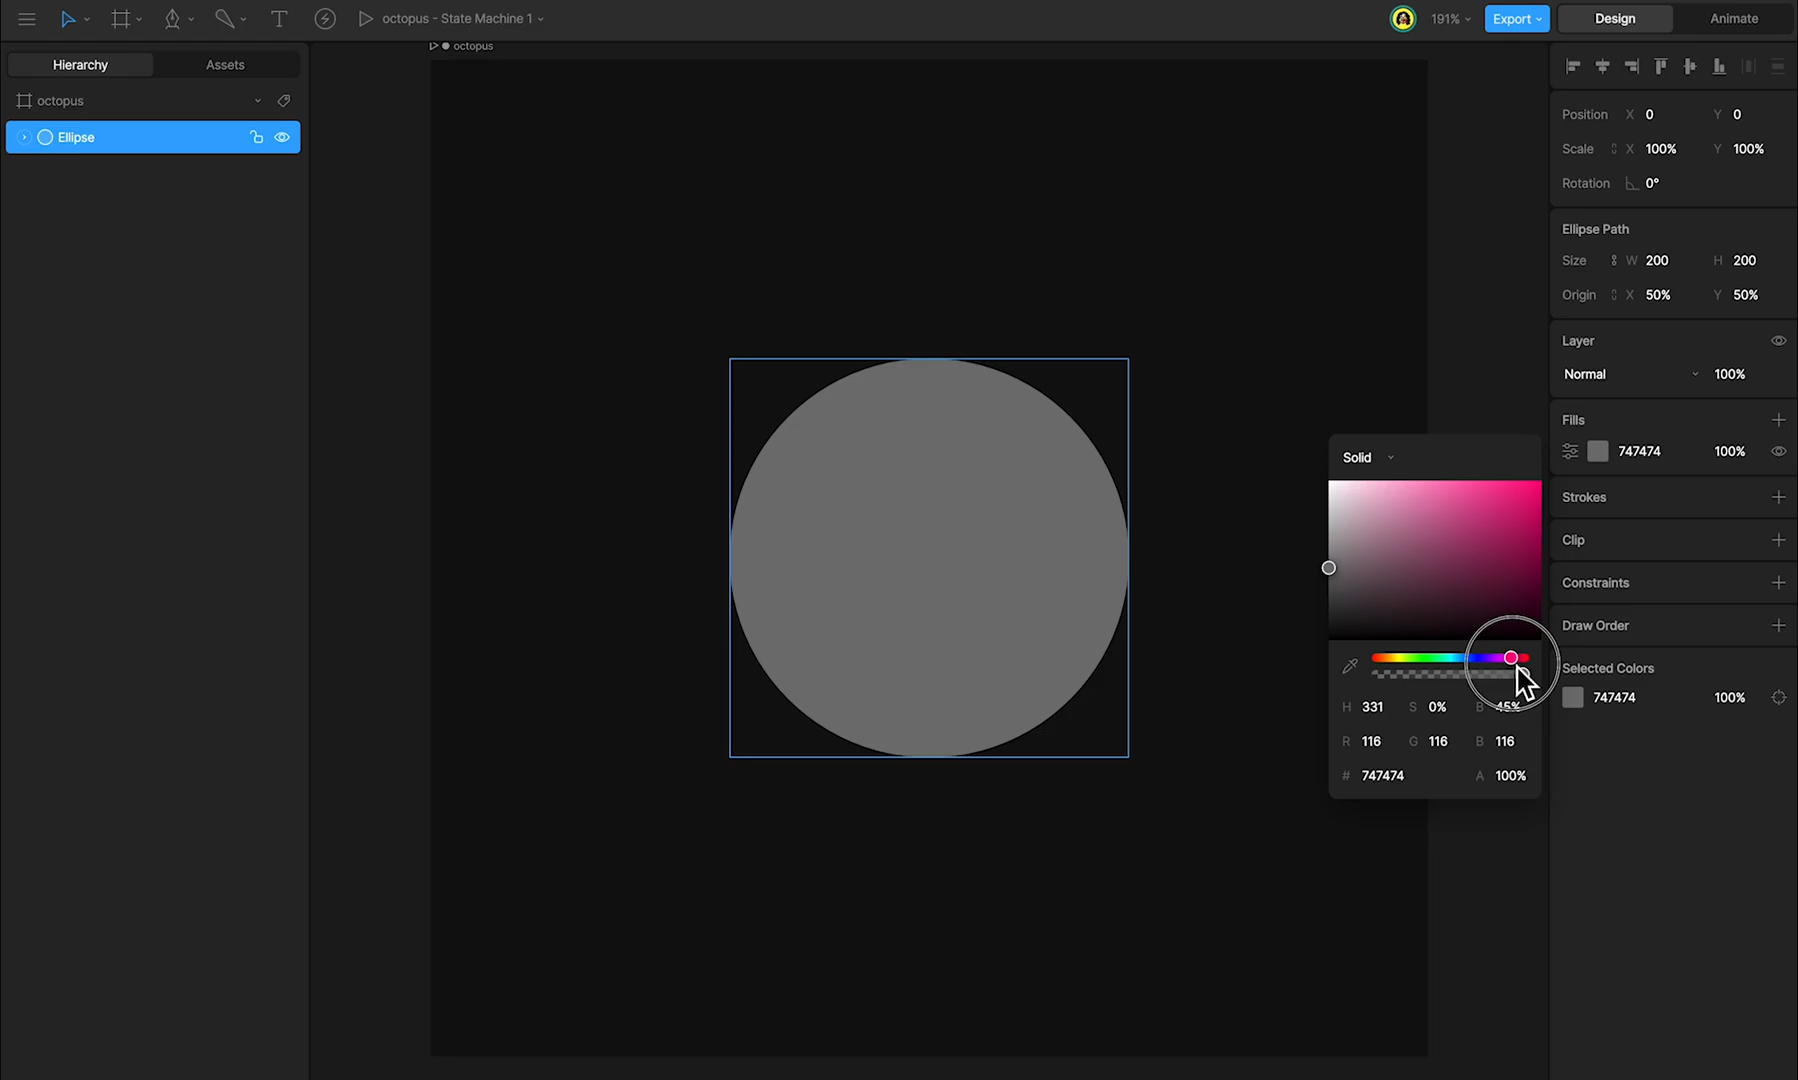 octopus - State Machine 1
191%
Export
Design
Animate
Hierarchy
Assets
octopus
octopus
Ellipse
Position X 0 Y 0
Scale X 100% Y 100%
Rotation 0°
Ellipse Path
Size W 200 H 200
Origin X 50% Y 50%
Layer
Normal 100%
Fills
747474 100%
Strokes
Clip
Constraints
Draw Order
Selected Colors
747474 100%
Solid
H 331 S 0% B 45%
R 116 G 116 B 116
# 747474 A 100%